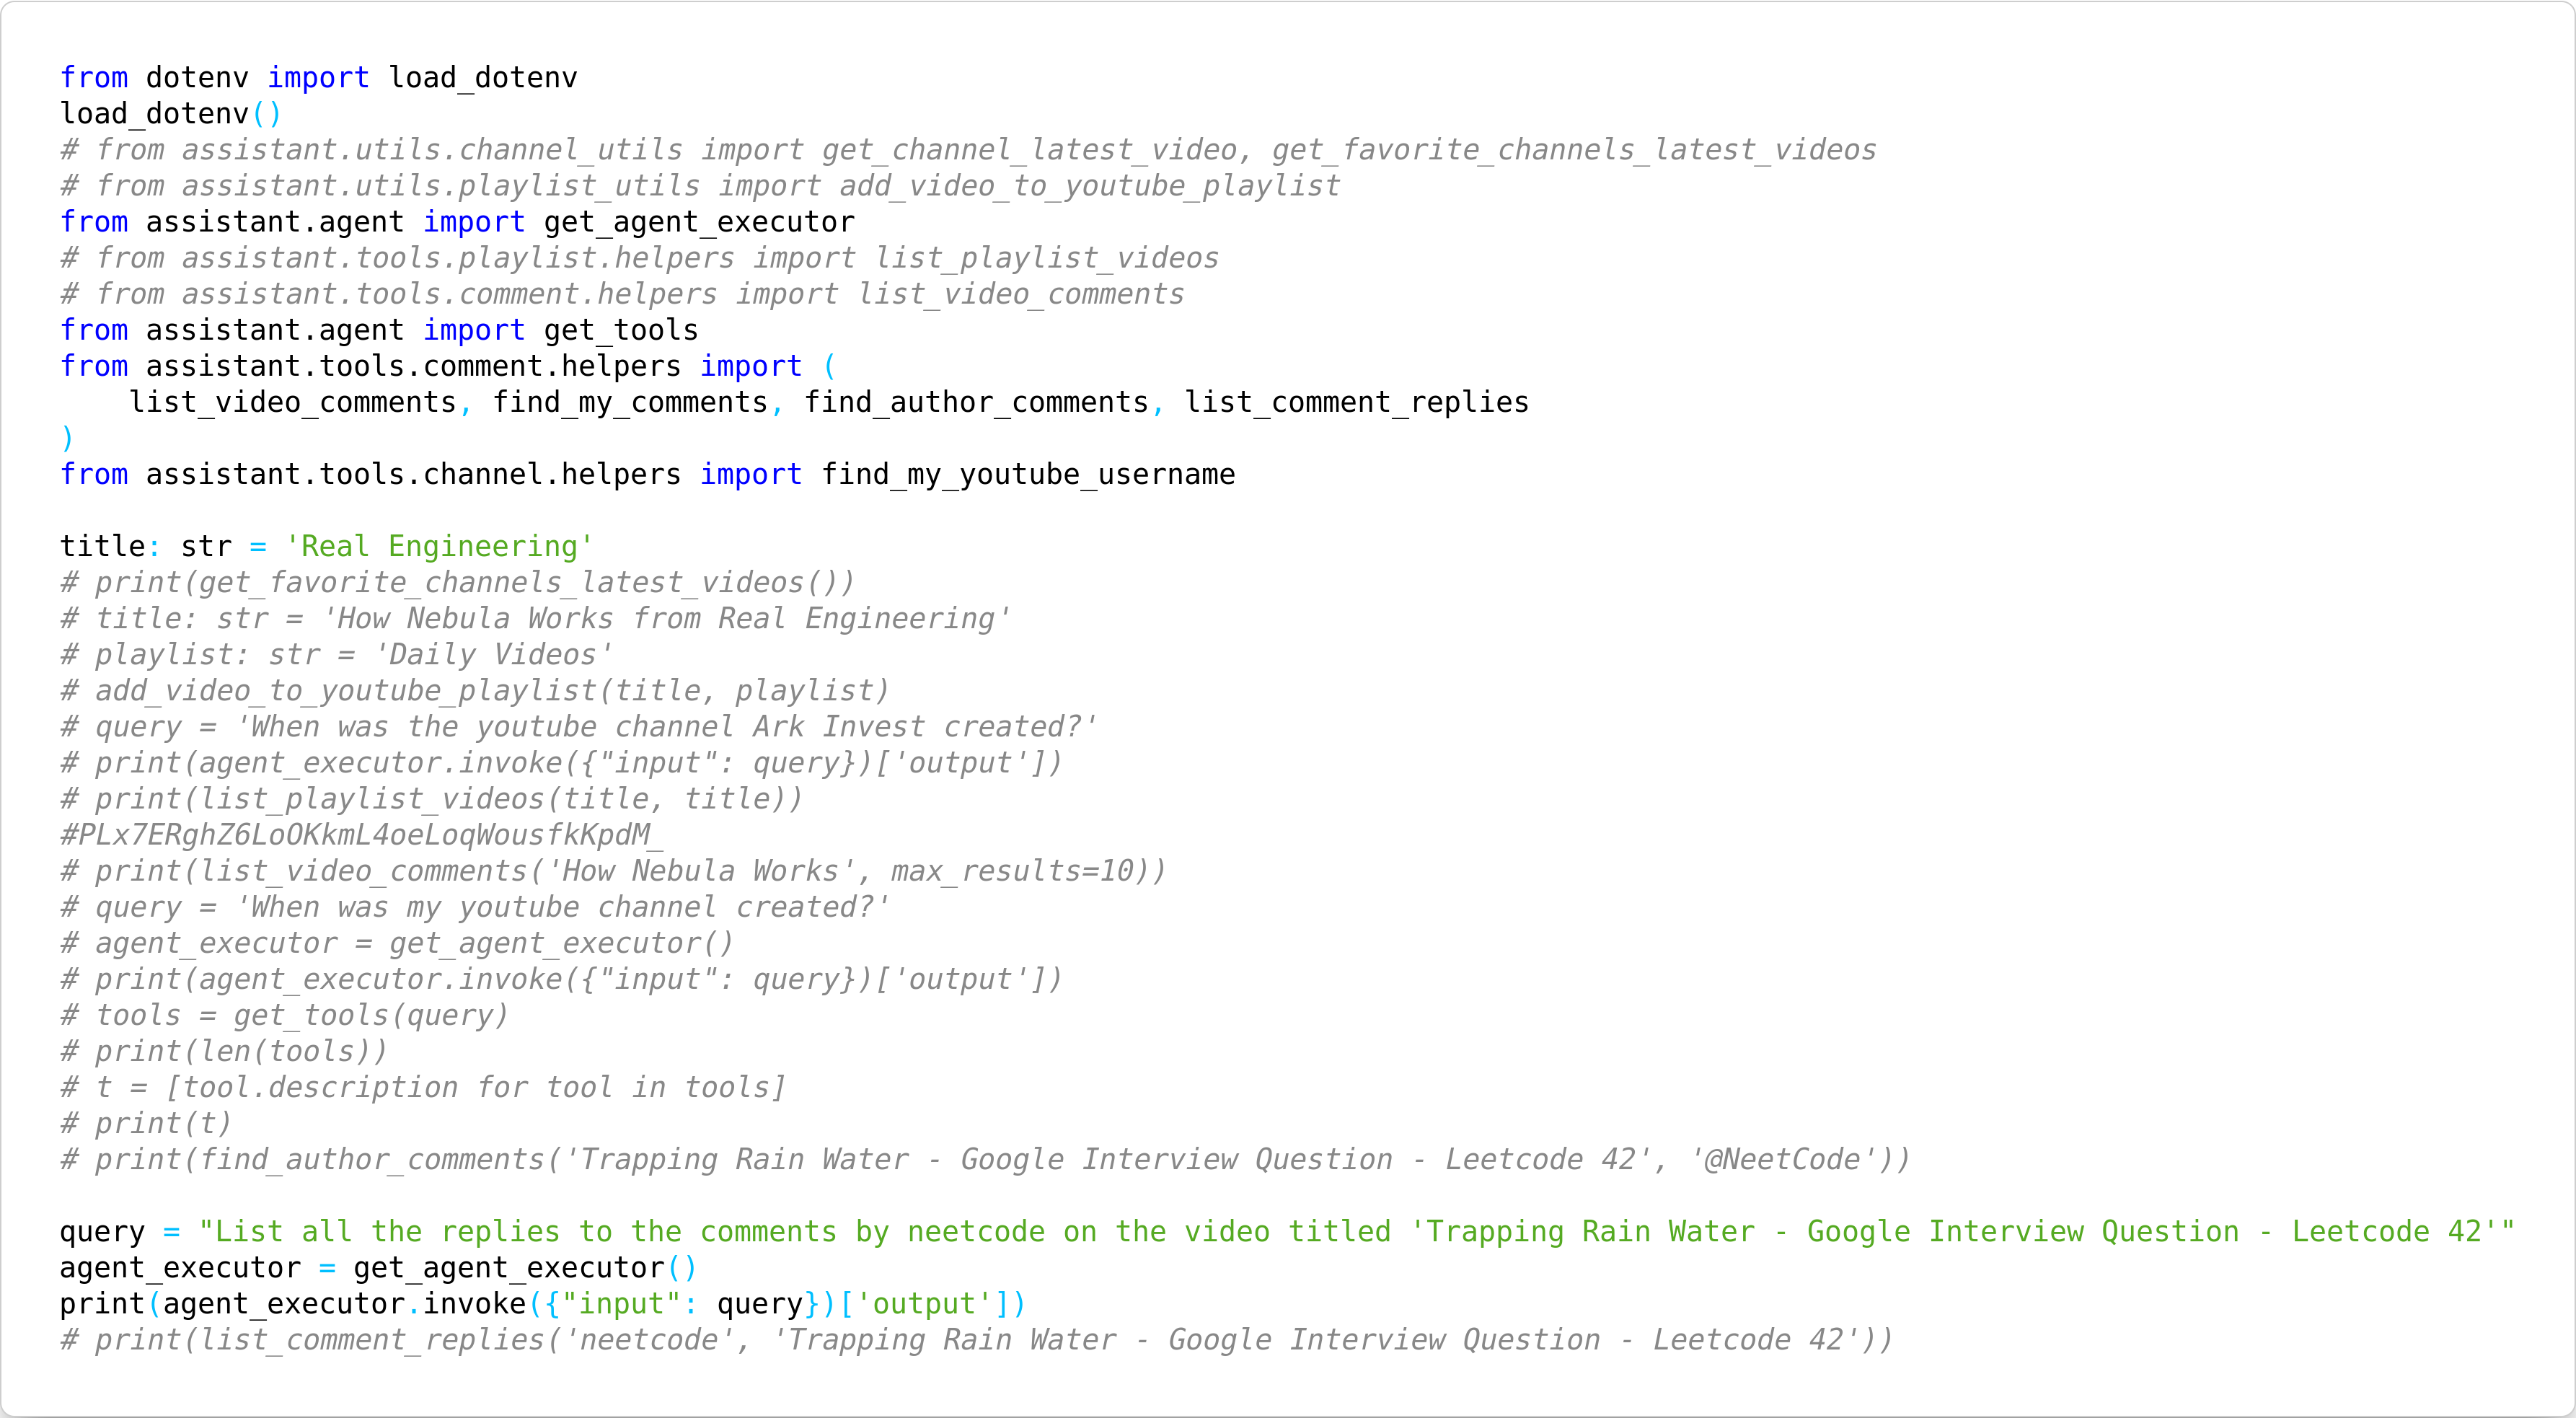 from dotenv import load_dotenv
load_dotenv()
# from assistant.utils.channel_utils import get_channel_latest_video, get_favorite_channels_latest_videos
# from assistant.utils.playlist_utils import add_video_to_youtube_playlist
from assistant.agent import get_agent_executor
# from assistant.tools.playlist.helpers import list_playlist_videos
# from assistant.tools.comment.helpers import list_video_comments
from assistant.agent import get_tools
from assistant.tools.comment.helpers import (
    list_video_comments, find_my_comments, find_author_comments, list_comment_replies
)
from assistant.tools.channel.helpers import find_my_youtube_username

title: str = 'Real Engineering'
# print(get_favorite_channels_latest_videos())
# title: str = 'How Nebula Works from Real Engineering'
# playlist: str = 'Daily Videos'
# add_video_to_youtube_playlist(title, playlist)
# query = 'When was the youtube channel Ark Invest created?'
# print(agent_executor.invoke({"input": query})['output'])
# print(list_playlist_videos(title, title))
#PLx7ERghZ6LoOKkmL4oeLoqWousfkKpdM_
# print(list_video_comments('How Nebula Works', max_results=10))
# query = 'When was my youtube channel created?'
# agent_executor = get_agent_executor()
# print(agent_executor.invoke({"input": query})['output'])
# tools = get_tools(query)
# print(len(tools))
# t = [tool.description for tool in tools]
# print(t)
# print(find_author_comments('Trapping Rain Water - Google Interview Question - Leetcode 42', '@NeetCode'))

query = "List all the replies to the comments by neetcode on the video titled 'Trapping Rain Water - Google Interview Question - Leetcode 42'"
agent_executor = get_agent_executor()
print(agent_executor.invoke({"input": query})['output'])
# print(list_comment_replies('neetcode', 'Trapping Rain Water - Google Interview Question - Leetcode 42'))